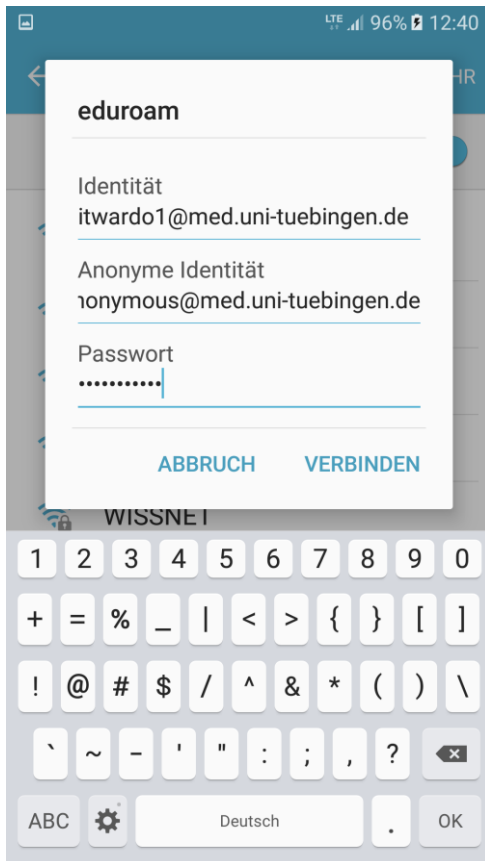 LTE 96% 12:40
HR
eduroam
Identität
itwardo1@med.uni-tuebingen.de
Anonyme Identität
nonymous@med.uni-tuebingen.de
Passwort
•••••••••••
ABBRUCH VERBINDEN
WISSNET
1 2 3 4 5 6 7 8 9 0
+ = % _ | < > { } [ ]
! @ # $ / ^ & * ( ) \
` ~ - ' " : ; , ?
ABC Deutsch . OK